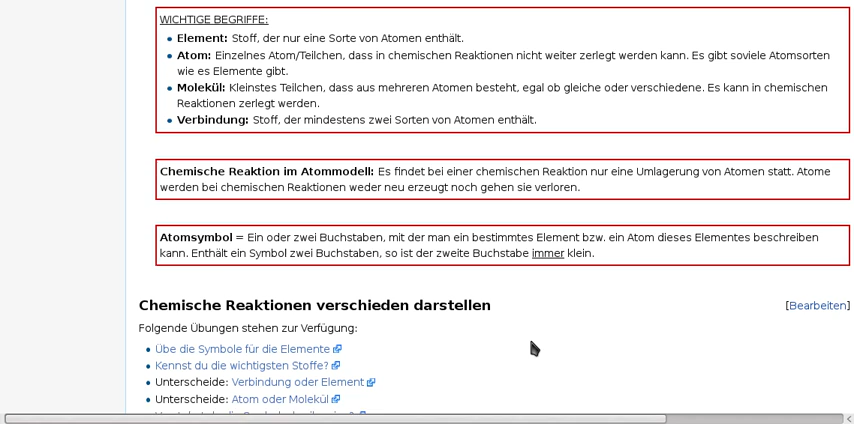 WICHTIGE BEGRIFFE:
• Element: Stoff, der nur eine Sorte von Atomen enthält.
• Atom: Einzelnes Atom/Teilchen, dass in chemischen Reaktionen nicht weiter zerlegt werden kann. Es gibt soviele Atomsorten
wie es Elemente gibt.
• Molekül: Kleinstes Teilchen, dass aus mehreren Atomen besteht, egal ob gleiche oder verschiedene. Es kann in chemischen
Reaktionen zerlegt werden.
• Verbindung: Stoff, der mindestens zwei Sorten von Atomen enthält.
Chemische Reaktion im Atommodell: Es findet bei einer chemischen Reaktion nur eine Umlagerung von Atomen statt. Atome
werden bei chemischen Reaktionen weder neu erzeugt noch gehen sie verloren.
Atomsymbol = Ein oder zwei Buchstaben, mit der man ein bestimmtes Element bzw. ein Atom dieses Elementes beschreiben
kann. Enthält ein Symbol zwei Buchstaben, so ist der zweite Buchstabe immer klein.
Chemische Reaktionen verschieden darstellen [Bearbeiten]
Folgende Übungen stehen zur Verfügung:
• Übe die Symbole für die Elemente
• Kennst du die wichtigsten Stoffe?
• Unterscheide: Verbindung oder Element
• Unterscheide: Atom oder Molekül